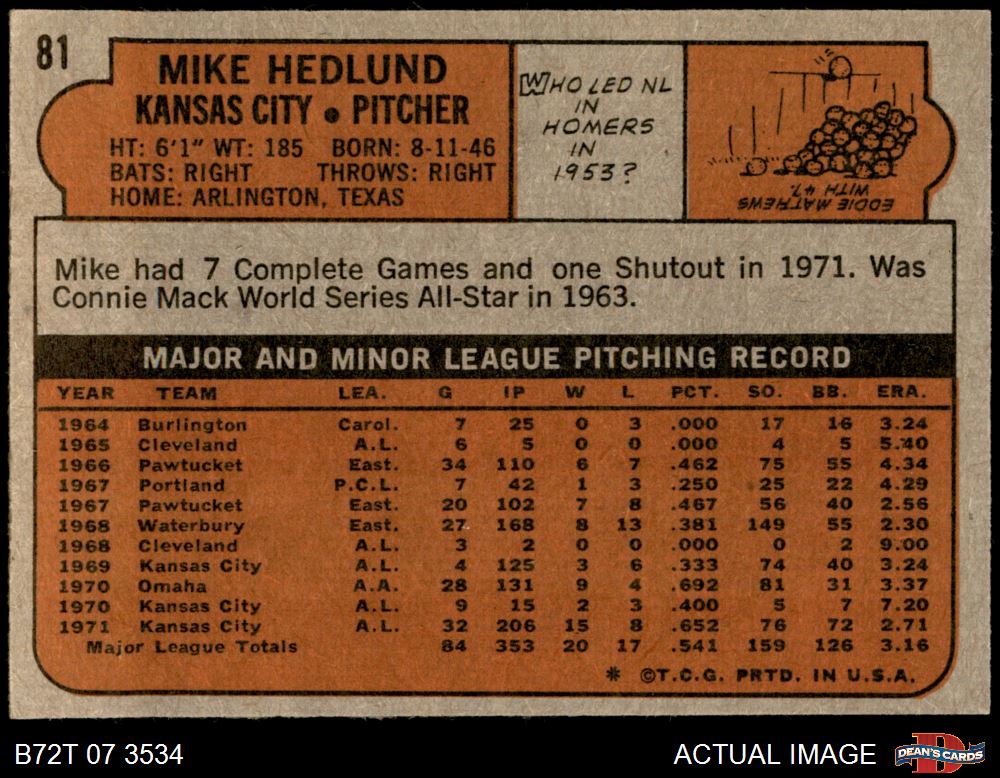 81
MIKE HEDLUND
KANSAS CITY • PITCHER
HT: 6'1" WT: 185 BORN: 8-11-46
BATS: RIGHT THROWS: RIGHT
HOME: ARLINGTON, TEXAS
WHO LED NL
IN
HOMERS
IN
1953?
EDDIE MATHEWS
WITH 47.
Mike had 7 Complete Games and one Shutout in 1971. Was
Connie Mack World Series All-Star in 1963.
MAJOR AND MINOR LEAGUE PITCHING RECORD
YEAR TEAM LEA. G IP W L PCT. SO. BB. ERA.
1964 Burlington Carol. 7 25 0 3 .000 17 16 3.24
1965 Cleveland A.L. 6 5 0 0 .000 4 5 5.40
1966 Pawtucket East. 34 110 6 7 .462 75 55 4.34
1967 Portland P.C.L. 7 42 1 3 .250 25 22 4.29
1967 Pawtucket East. 20 102 7 8 .467 56 40 2.56
1968 Waterbury East. 27 168 8 13 .381 149 55 2.30
1968 Cleveland A.L. 3 2 0 0 .000 0 2 9.00
1969 Kansas City A.L. 4 125 3 6 .333 74 40 3.24
1970 Omaha A.A. 28 131 9 4 .692 81 31 3.37
1970 Kansas City A.L. 9 15 2 3 .400 5 7 7.20
1971 Kansas City A.L. 32 206 15 8 .652 76 72 2.71
Major League Totals 84 353 20 17 .541 159 126 3.16
* ©T.C.G. PRTD. IN U.S.A.
B72T 07 3534
ACTUAL IMAGE
DEAN'S CARDS